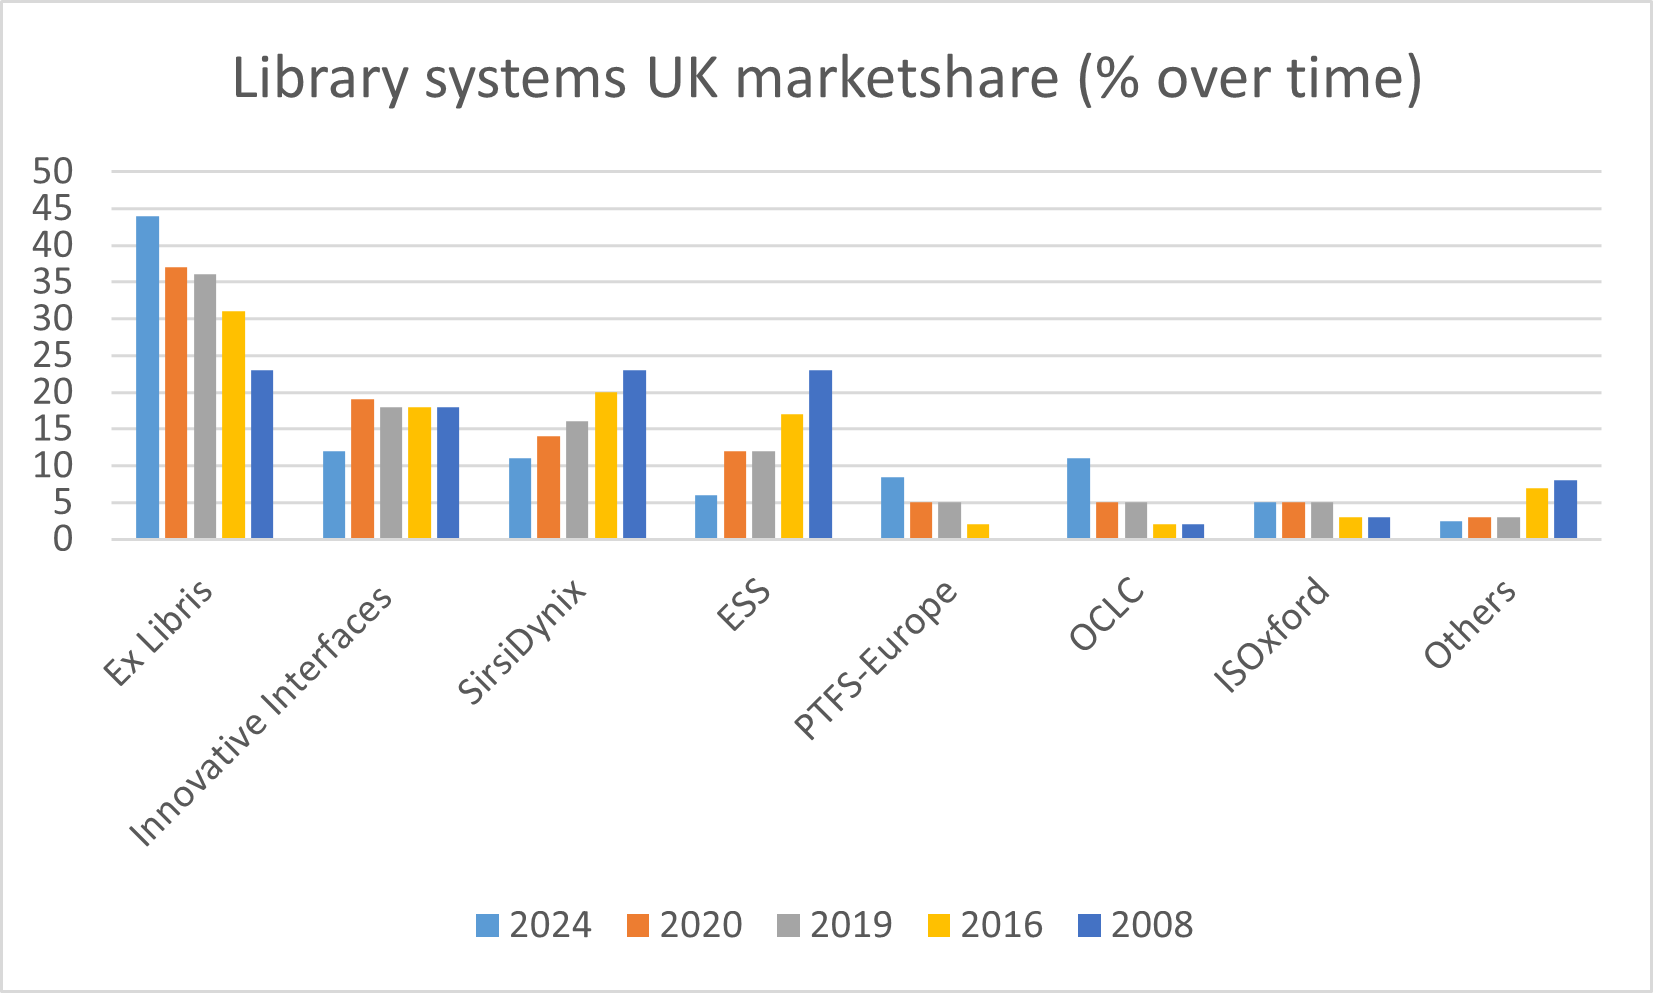 Library systems UK marketshare (% over time)
50
45
40
35
30
25
20
15
10
5
0
Ex Libris
Innovative Interfaces
SirsiDynix
ESS
PTFS-Europe
OCLC
ISOxford
Others
2024
2020
2019
2016
2008